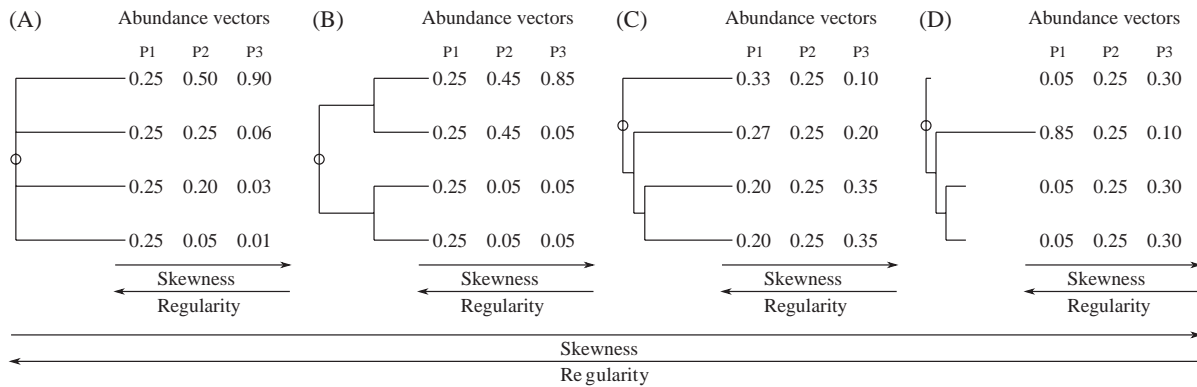 (A) Abundance vectors (B) Abundance vectors (C) Abundance vectors (D) Abundance vectors
P1 P2 P3 P1 P2 P3 P1 P2 P3 P1 P2 P3
0.25 0.50 0.90 0.25 0.45 0.85 0.33 0.25 0.10 0.05 0.25 0.30
0.25 0.25 0.06 0.25 0.45 0.05 0.27 0.25 0.20 0.85 0.25 0.10
0.25 0.20 0.03 0.25 0.05 0.05 0.20 0.25 0.35 0.05 0.25 0.30
0.25 0.05 0.01 0.25 0.05 0.05 0.20 0.25 0.35 0.05 0.25 0.30
Skewness Skewness Skewness Skewness
Regularity Regularity Regularity Regularity
Skewness
Re gularity